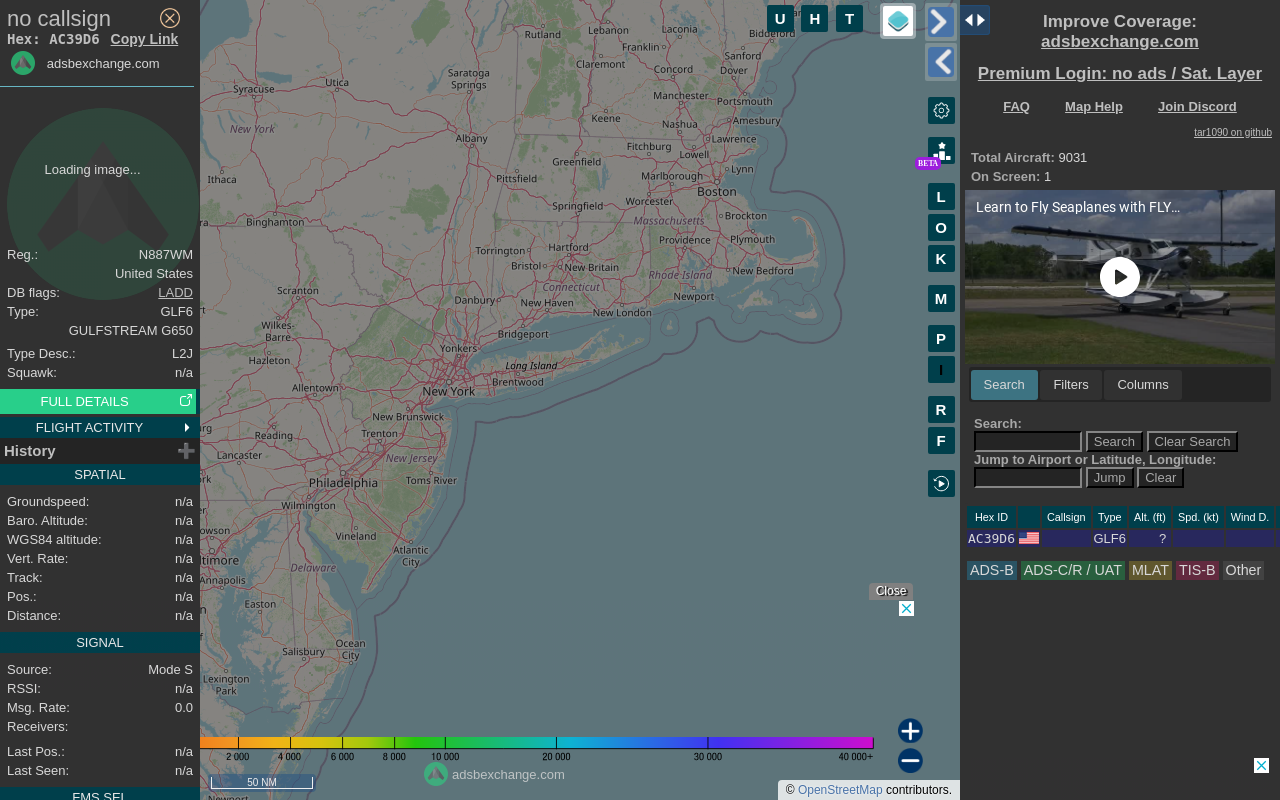 no callsign
Hex: AC39D6 Copy Link
adsbexchange.com
Loading image...
Reg.: N887WM
United States
DB flags: LADD
Type: GLF6
GULFSTREAM G650
Type Desc.: L2J
Squawk: n/a
FULL DETAILS
FLIGHT ACTIVITY
History
SPATIAL
Groundspeed: n/a
Baro. Altitude: n/a
WGS84 altitude: n/a
Vert. Rate: n/a
Track: n/a
Pos.: n/a
Distance: n/a
SIGNAL
Source: Mode S
RSSI: n/a
Msg. Rate: 0.0
Receivers:
Last Pos.: n/a
Last Seen: n/a
FMS SEL
U H T
Rutland
Lebanon
Laconia
Biddeford
Franklin
Sanford
Claremont
Concord
Dover
Saratoga
Springs
Utica
Syracuse
Manchester
Portsmouth
Keene
Nashua
Amesbury
New York
Albany
Lawrence
Fitchburg
Lowell
Greenfield
Lynn
Ithaca
Pittsfield
Marlborough
Boston
Worcester
Springfield
Brockton
Binghamton
Massachusetts
Providence
Plymouth
Torrington
Hartford
Bristol
New Britain
Rhode Island
New Bedford
Connecticut
Scranton
Danbury
New Haven
Newport
New London
Wilkes-
Barre
Bridgeport
Yonkers
Hazleton
Long Island
Brentwood
Allentown
New York
New Brunswick
Reading
Trenton
Lancaster
New Jersey
Philadelphia
Toms River
Wilmington
Vineland
Atlantic
City
Delaware
Annapolis
Easton
Ocean
City
Salisbury
Lexington
Park
BETA
L
O
K
M
P
I
R
F
Close
2 000 4 000 6 000 8 000 10 000 20 000 30 000 40 000+
adsbexchange.com
50 NM
© OpenStreetMap contributors.
Improve Coverage:
adsbexchange.com
Premium Login: no ads / Sat. Layer
FAQ Map Help Join Discord
tar1090 on github
Total Aircraft: 9031
On Screen: 1
Learn to Fly Seaplanes with FLY...
Search Filters Columns
Search:
Search Clear Search
Jump to Airport or Latitude, Longitude:
Jump Clear
Hex ID Callsign Type Alt. (ft) Spd. (kt) Wind D.
AC39D6 GLF6 ?
ADS-B ADS-C/R / UAT MLAT TIS-B Other